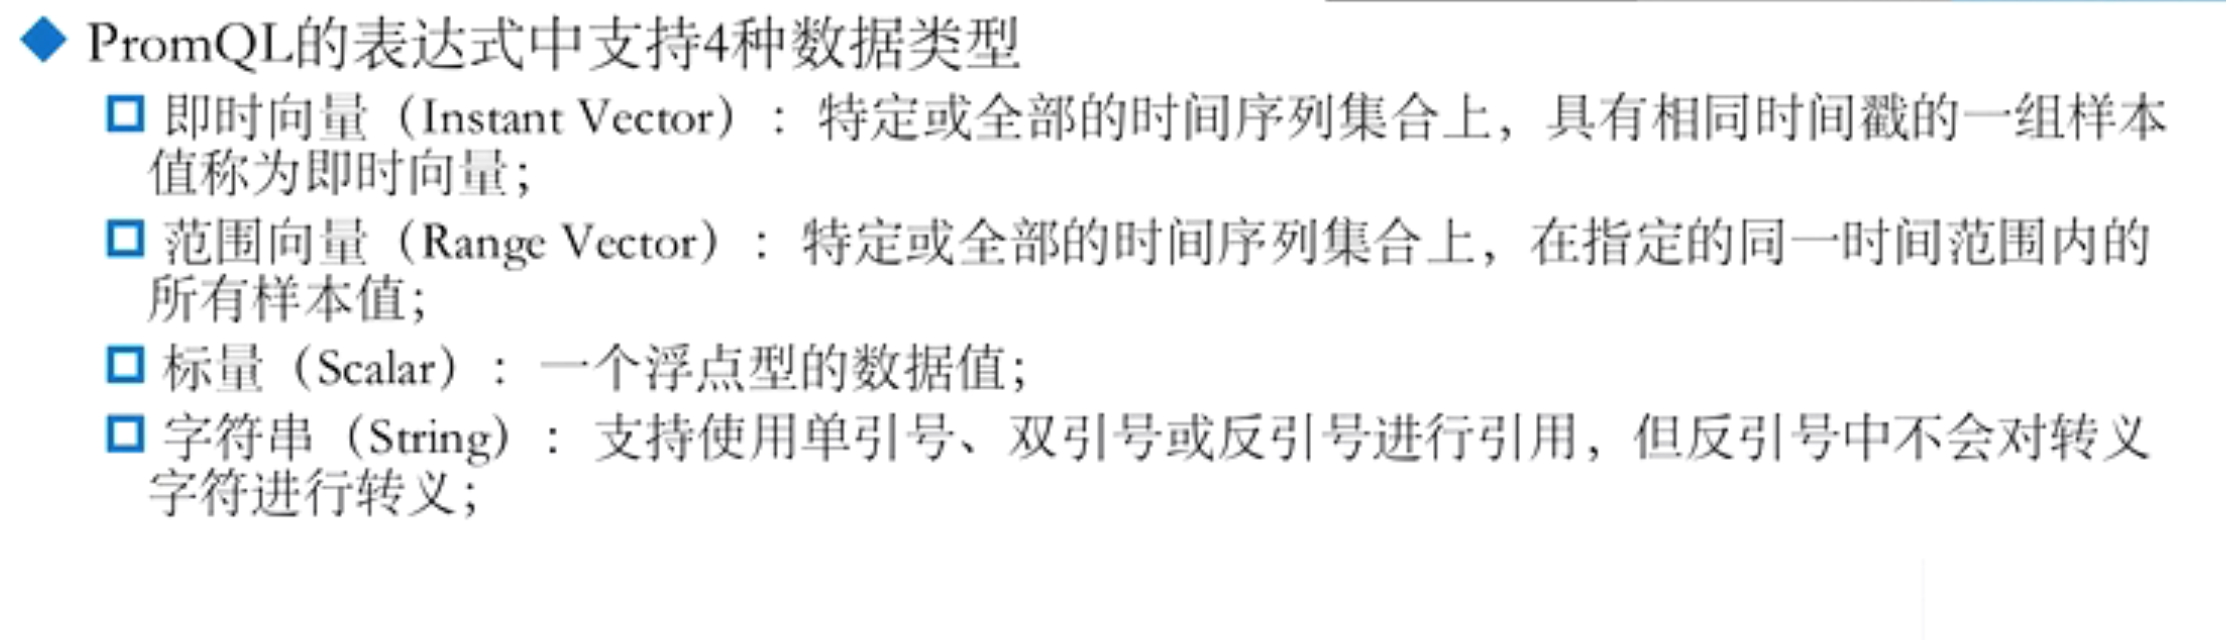 PromQL的表达式中支持4种数据类型
即时向量（Instant Vector）：特定或全部的时间序列集合上，具有相同时间戳的一组样本
值称为即时向量；
范围向量（Range Vector）：特定或全部的时间序列集合上，在指定的同一时间范围内的
所有样本值；
标量（Scalar）：一个浮点型的数据值；
字符串（String）：支持使用单引号、双引号或反引号进行引用，但反引号中不会对转义
字符进行转义；